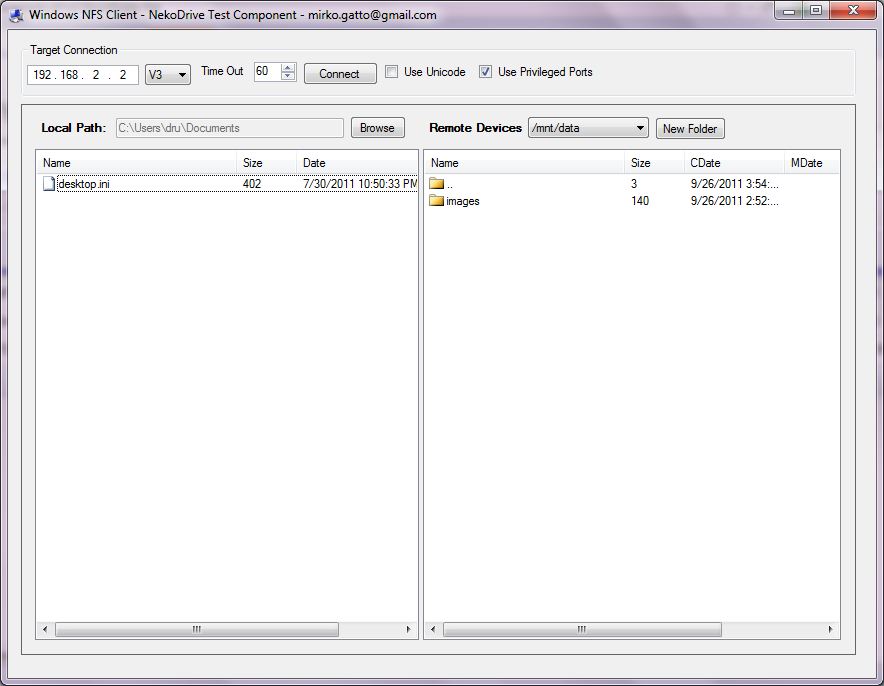 Windows NFS Client - NekoDrive Test Component - mirko.gatto@gmail.com
Target Connection
192 . 168 . 2 . 2 V3 Time Out 60 Connect Use Unicode Use Privileged Ports
Local Path: C:\Users\dru\Documents Browse Remote Devices /mnt/data New Folder
Name Size Date Name Size CDate MDate
desktop.ini 402 7/30/2011 10:50:33 PM .. 3 9/26/2011 3:54:...
images 140 9/26/2011 2:52:...